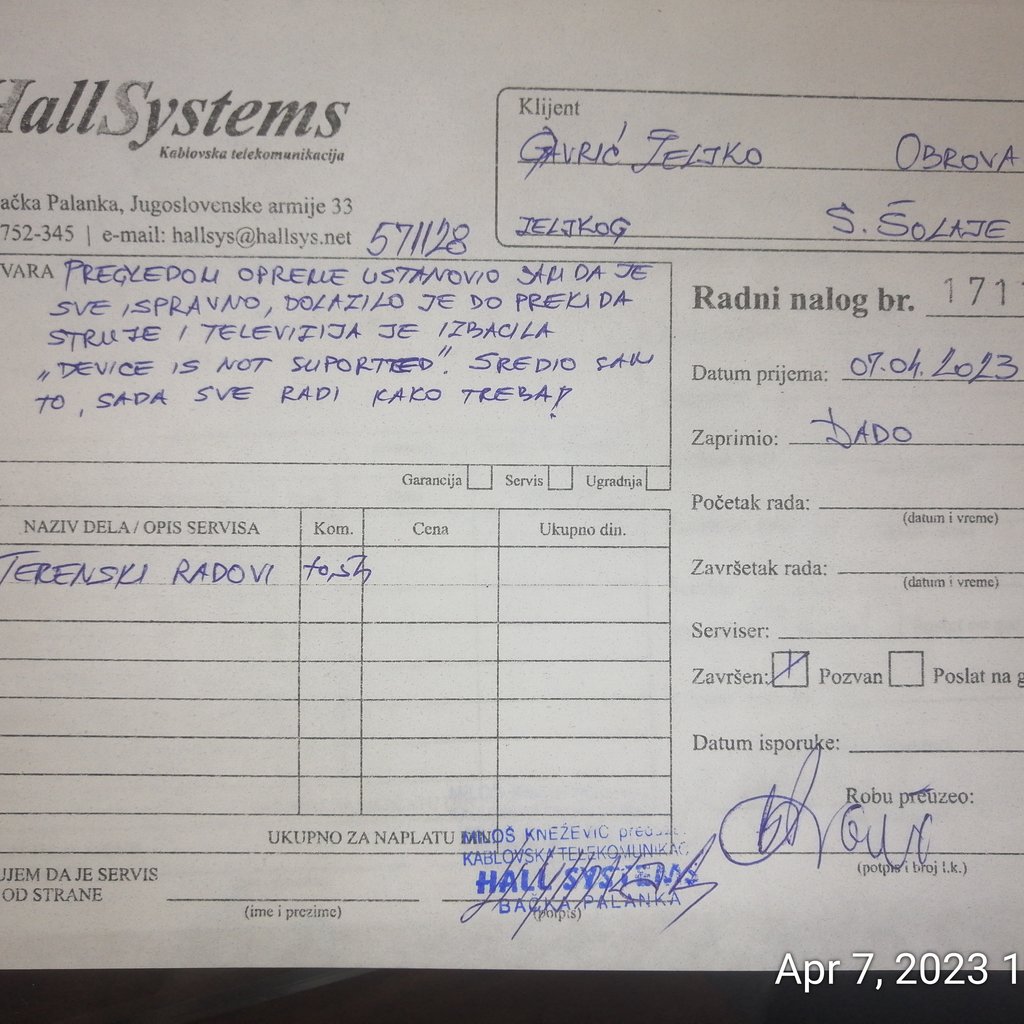 HallSystems
Kablovska telekomunikacija
ačka Palanka, Jugoslovenske armije 33
752-345 | e-mail: hallsys@hallsys.net
571128
Klijent
GAVRIĆ ŽELJKO OBROVA
ŽELJKOG S. ŠOLAJE
VARA PREGLEDOM OPREME USTANOVIO SAM DA JE
SVE ISPRAVNO, DOLAZILO JE DO PREKIDA
STRUJE I TELEVIZIJA JE IZBACILA
„DEVICE IS NOT SUPORTTED". SREDIO SAM
TO, SADA SVE RADI KAKO TREBA!
Garancija Servis Ugradnja
Radni nalog br. 171
Datum prijema: 07.04.2023
Zaprimio: DADO
Početak rada:
(datum i vreme)
Završetak rada:
(datum i vreme)
Serviser:
Završen: Pozvan Poslat na g
Datum isporuke:
Robu preuzeo:
(potpis i broj l.k.)
NAZIV DELA / OPIS SERVISA Kom. Cena Ukupno din.
TERENSKI RADOVI
UKUPNO ZA NAPLATU
MILOŠ KNEŽEVIĆ
KABLOVSKA TELEKOMUNIKAC
HALL SYSTEMS
BAČKA PALANKA
UJEM DA JE SERVIS
OD STRANE
(ime i prezime)
(potpis)
Apr 7, 2023 1